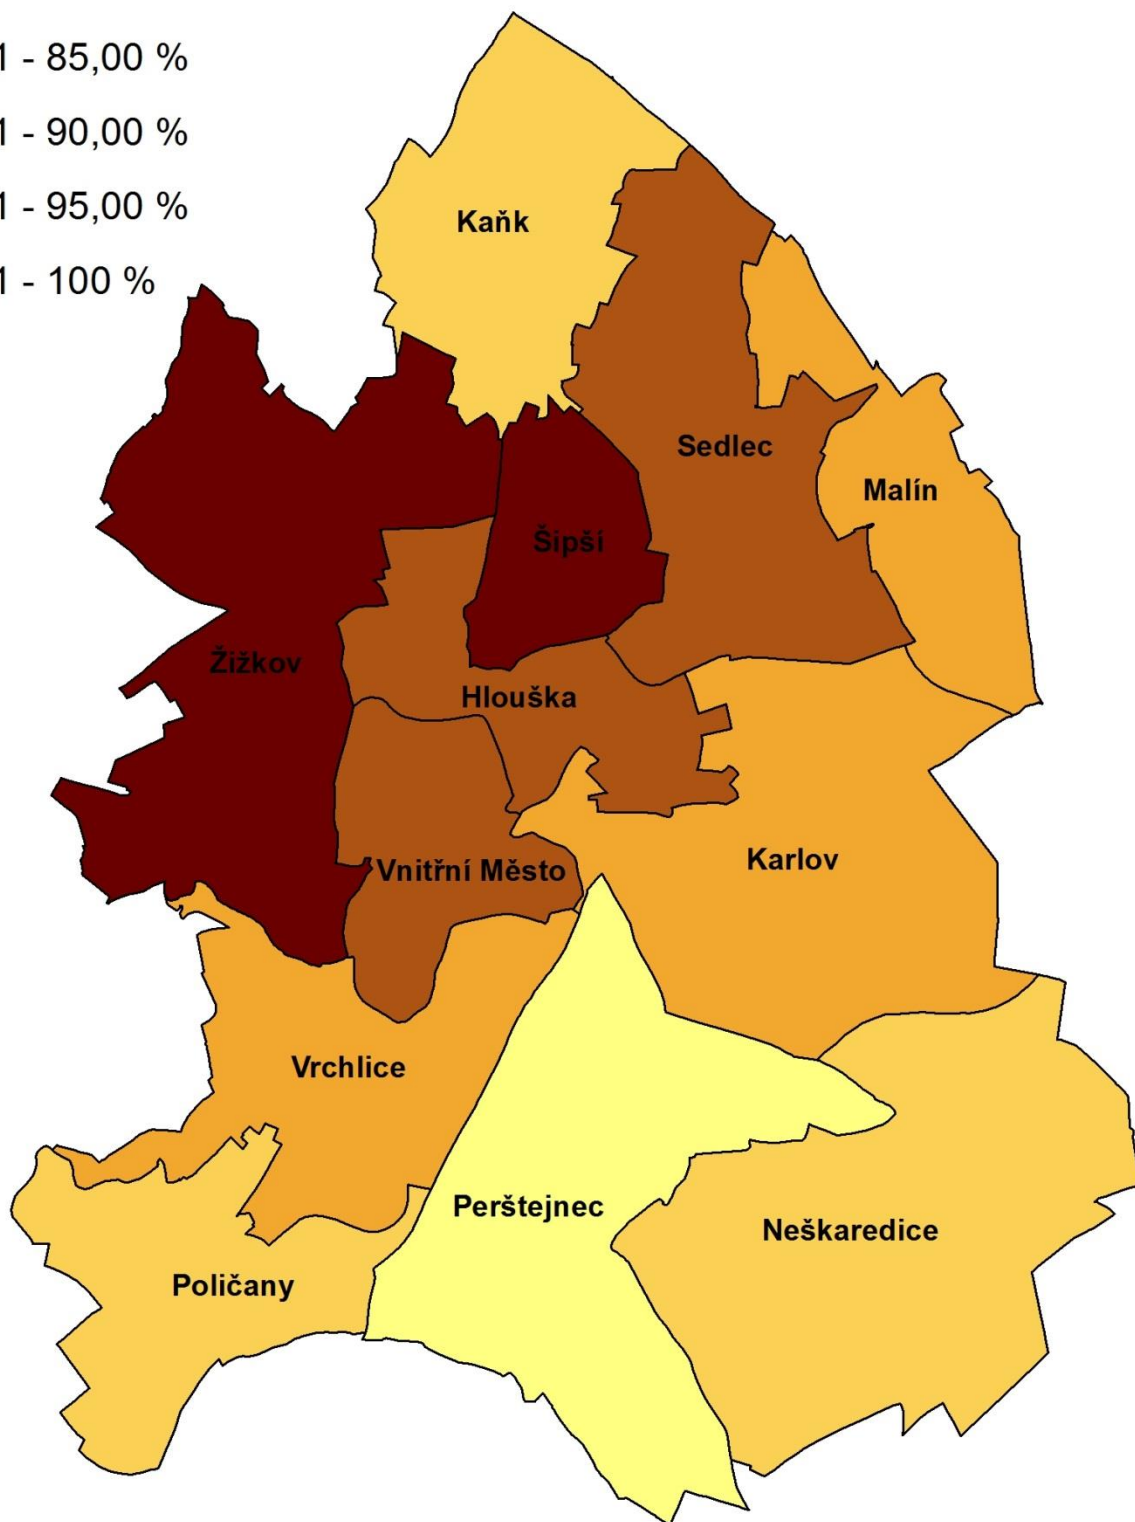 1 - 85,00 %
1 - 90,00 %
1 - 95,00 %
1 - 100 %
Kaňk
Sedlec
Malín
Šipší
Žižkov
Hlouška
Karlov
Vnitřní Město
Vrchlice
Perštejnec
Neškaredice
Poličany